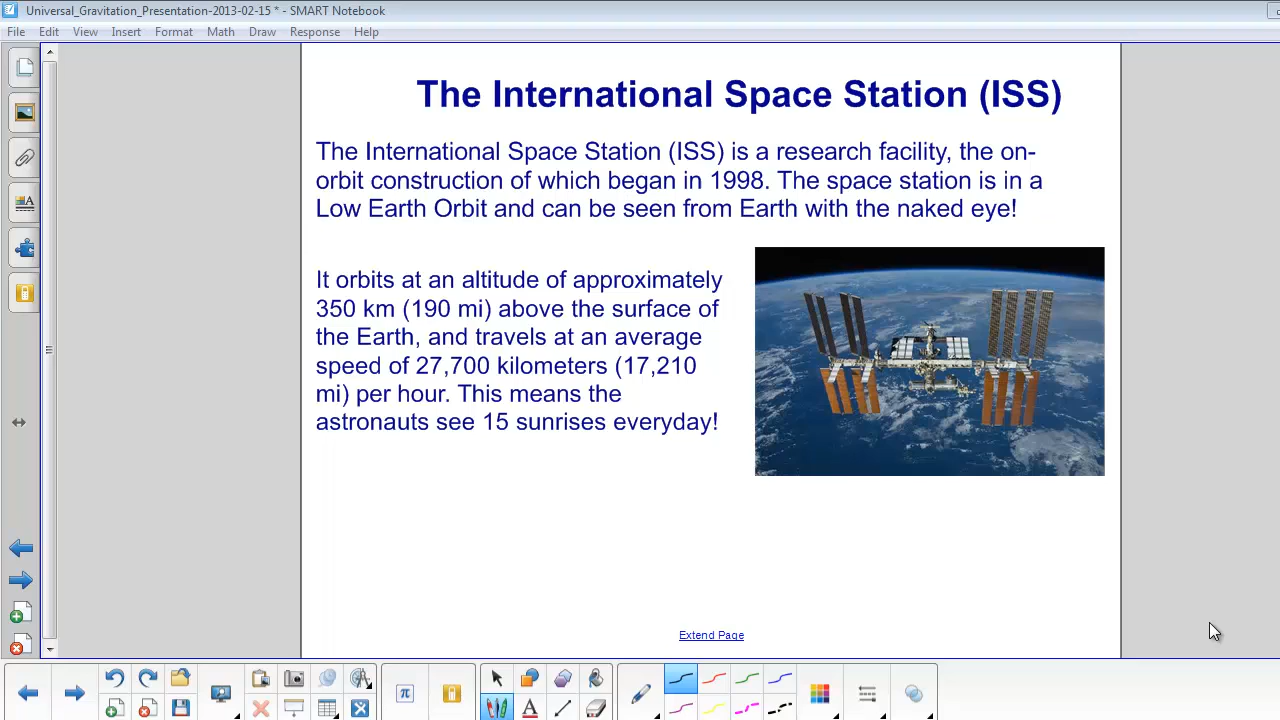 Universal_Gravitation_Presentation-2013-02-15 * - SMART Notebook
File Edit View Insert Format Math Draw Response Help
The International Space Station (ISS)
The International Space Station (ISS) is a research facility, the on-
orbit construction of which began in 1998. The space station is in a
Low Earth Orbit and can be seen from Earth with the naked eye!
It orbits at an altitude of approximately
350 km (190 mi) above the surface of
the Earth, and travels at an average
speed of 27,700 kilometers (17,210
mi) per hour. This means the
astronauts see 15 sunrises everyday!
Extend Page